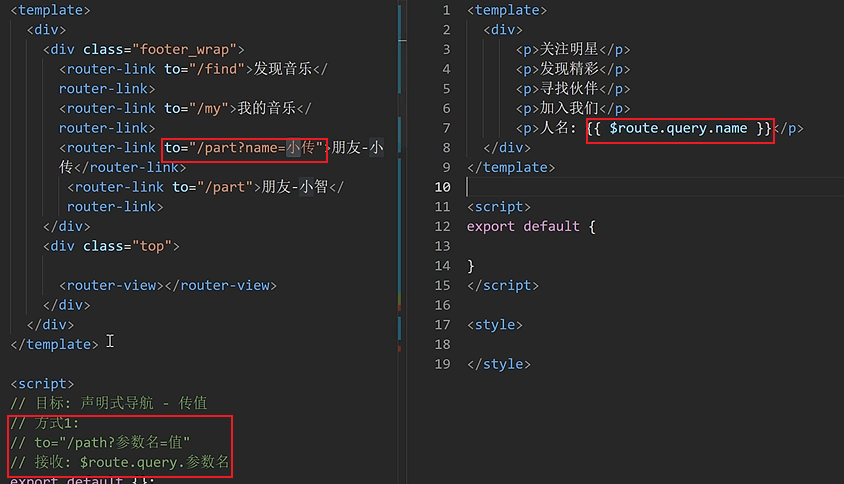 <template>
<div>
<div class="footer_wrap">
<router-link to="/find">发现音乐</
router-link>
<router-link to="/my">我的音乐</
router-link>
<router-link to="/part?name=小传">朋友-小
传</router-link>
<router-link to="/part">朋友-小智</
router-link>
</div>
<div class="top">
<router-view></router-view>
</div>
</div>
</template>
<script>
// 目标: 声明式导航 - 传值
// 方式1:
// to="/path?参数名=值"
// 接收: $route.query.参数名
export default {};
1 <template>
2 <div>
3 <p>关注明星</p>
4 <p>发现精彩</p>
5 <p>寻找伙伴</p>
6 <p>加入我们</p>
7 <p>人名: {{ $route.query.name }}</p>
8 </div>
9 </template>
10
11 <script>
12 export default {
13
14 }
15 </script>
16
17 <style>
18
19 </style>